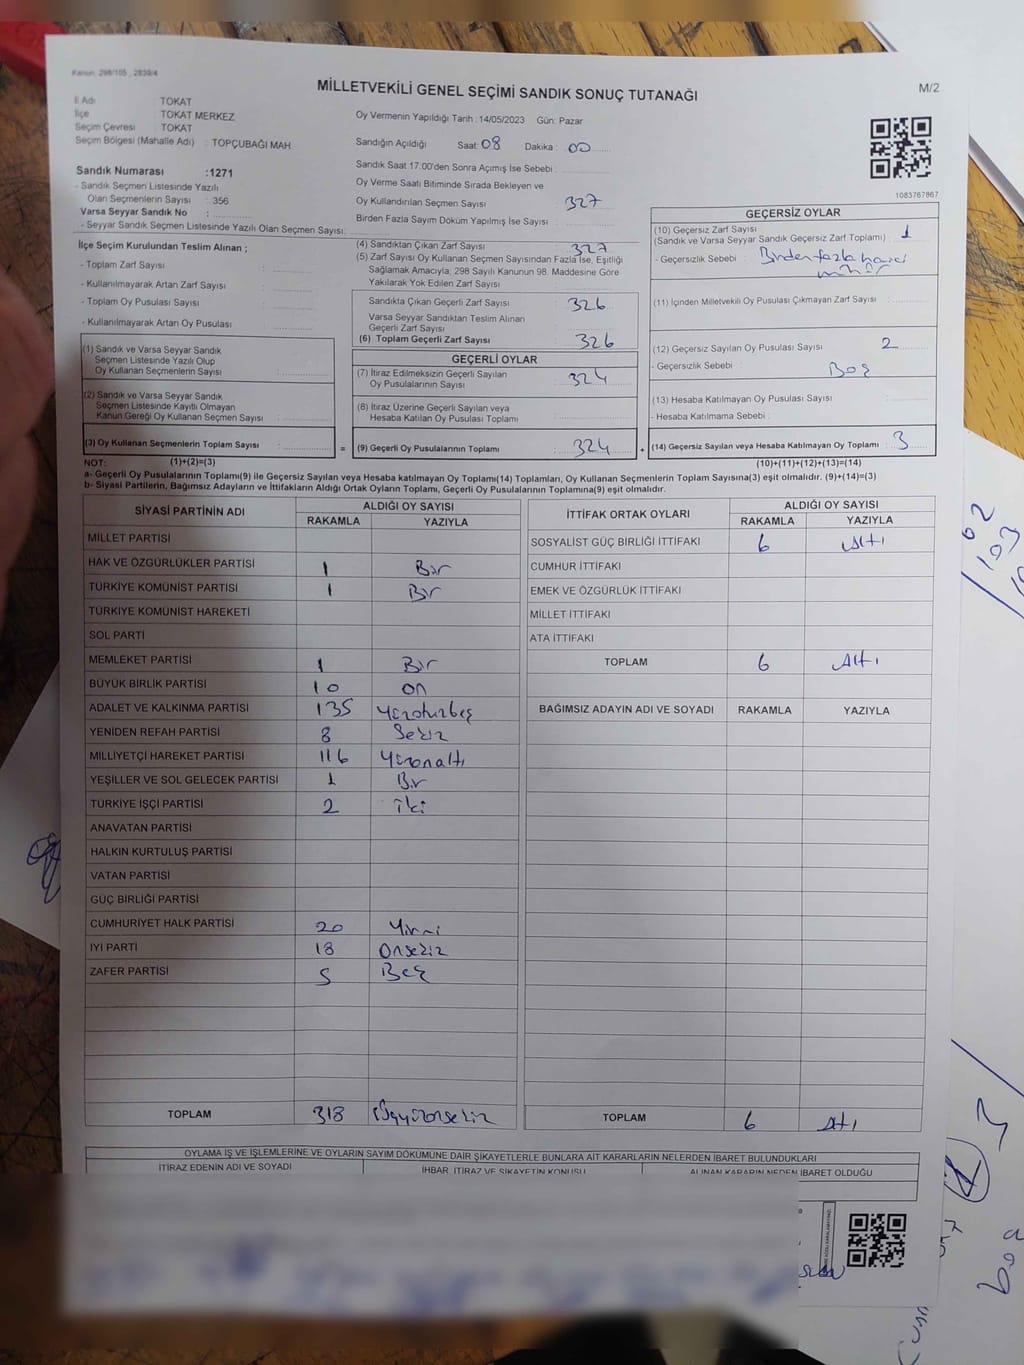 Kanun, 298/105 , 2839/4
MİLLETVEKİLİ GENEL SEÇİMİ SANDIK SONUÇ TUTANAĞI
M/2
İl Adı : TOKAT
İlçe : TOKAT MERKEZ
Seçim Çevresi : TOKAT
Seçim Bölgesi (Mahalle Adı) : TOPÇUBAĞI MAH
Sandık Numarası :1271
- Sandık Seçmen Listesinde Yazılı
Olan Seçmenlerin Sayısı : 356
Varsa Seyyar Sandık No :
- Seyyar Sandık Seçmen Listesinde Yazılı Olan Seçmen Sayısı:
Oy Vermenin Yapıldığı Tarih : 14/05/2023 Gün: Pazar
Sandığın Açıldığı Saat: 08 Dakika : 00
Sandık Saat 17:00'den Sonra Açımış İse Sebebi :
Oy Verme Saati Bitiminde Sırada Bekleyen ve
Oy Kullandırılan Seçmen Sayısı : 327
Birden Fazla Sayım Döküm Yapılmış İse Sayısı :
1083767867
İlçe Seçim Kurulundan Teslim Alınan ;
- Toplam Zarf Sayısı :
- Kullanılmayarak Artan Zarf Sayısı :
- Toplam Oy Pusulası Sayısı :
- Kullanılmayarak Artan Oy Pusulası :
(1) Sandık ve Varsa Seyyar Sandık
Seçmen Listesinde Yazılı Olup
Oy Kullanan Seçmenlerin Sayısı :
(2) Sandık ve Varsa Seyyar Sandık
Seçmen Listesinde Kayıtlı Olmayan
Kanun Gereği Oy Kullanan Seçmen Sayısı :
(3) Oy Kullanan Seçmenlerin Toplam Sayısı :
(4) Sandıktan Çıkan Zarf Sayısı : 327
(5) Zarf Sayısı Oy Kullanan Seçmen Sayısından Fazla İse, Eşitliği
Sağlamak Amacıyla, 298 Sayılı Kanunun 98. Maddesine Göre
Yakılarak Yok Edilen Zarf Sayısı :
Sandıkta Çıkan Geçerli Zarf Sayısı : 326
Varsa Seyyar Sandıktan Teslim Alınan
Geçerli Zarf Sayısı :
(6) Toplam Geçerli Zarf Sayısı : 326
GEÇERLİ OYLAR
(7) İtiraz Edilmeksizin Geçerli Sayılan
Oy Pusulalarının Sayısı : 324
(8) İtiraz Üzerine Geçerli Sayılan veya
Hesaba Katılan Oy Pusulası Toplamı :
= (9) Geçerli Oy Pusulalarının Toplamı : 324 +
GEÇERSİZ OYLAR
(10) Geçersiz Zarf Sayısı
(Sandık ve Varsa Seyyar Sandık Geçersiz Zarf Toplamı) : 1
- Geçersizlik Sebebi : Birden fazla
mühür
(11) İçinden Milletvekili Oy Pusulası Çıkmayan Zarf Sayısı :
(12) Geçersiz Sayılan Oy Pusulası Sayısı : 2
- Geçersizlik Sebebi : Boş
(13) Hesaba Katılmayan Oy Pusulası Sayısı :
- Hesaba Katılmama Sebebi :
(14) Geçersiz Sayılan veya Hesaba Katılmayan Oy Toplamı : 3
NOT: (1)+(2)=(3) (10)+(11)+(12)+(13)=(14)
a- Geçerli Oy Pusulalarının Toplamı(9) ile Geçersiz Sayılan veya Hesaba katılmayan Oy Toplamı(14) Toplamları, Oy Kullanan Seçmenlerin Toplam Sayısına(3) eşit olmalıdır. (9)+(14)=(3)
b- Siyasi Partilerin, Bağımsız Adayların ve İttifakların Aldığı Ortak Oyların Toplamı, Geçerli Oy Pusulalarının Toplamına(9) eşit olmalıdır.
SİYASİ PARTİNİN ADI ALDIĞI OY SAYISI
RAKAMLA YAZIYLA
MİLLET PARTİSİ
HAK VE ÖZGÜRLÜKLER PARTİSİ 1 Bir
TÜRKİYE KOMÜNİST PARTİSİ 1 Bir
TÜRKİYE KOMÜNİST HAREKETİ
SOL PARTİ
MEMLEKET PARTİSİ 1 Bir
BÜYÜK BİRLİK PARTİSİ 10 on
ADALET VE KALKINMA PARTİSİ 135 Yüzotuzbeş
YENİDEN REFAH PARTİSİ 8 Sekiz
MİLLİYETÇİ HAREKET PARTİSİ 116 Yüzonaltı
YEŞİLLER VE SOL GELECEK PARTİSİ 1 Bir
TÜRKİYE İŞÇİ PARTİSİ 2 iki
ANAVATAN PARTİSİ
HALKIN KURTULUŞ PARTİSİ
VATAN PARTİSİ
GÜÇ BİRLİĞİ PARTİSİ
CUMHURİYET HALK PARTİSİ 20 Yirmi
İYİ PARTİ 18 Onsekiz
ZAFER PARTİSİ 5 Beş
TOPLAM 318 Üçyüzonsekiz
İTTİFAK ORTAK OYLARI ALDIĞI OY SAYISI
RAKAMLA YAZIYLA
SOSYALİST GÜÇ BİRLİĞİ İTTİFAKI 6 Altı
CUMHUR İTTİFAKI
EMEK VE ÖZGÜRLÜK İTTİFAKI
MİLLET İTTİFAKI
ATA İTTİFAKI
TOPLAM 6 Altı
BAĞIMSIZ ADAYIN ADI VE SOYADI RAKAMLA YAZIYLA
TOPLAM 6 Altı
OYLAMA İŞ VE İŞLEMLERİNE VE OYLARIN SAYIM DÖKÜMÜNE DAİR ŞİKAYETLERLE BUNLARA AİT KARARLARIN NELERDEN İBARET BULUNDUKLARI
İTİRAZ EDENİN ADI VE SOYADI İHBAR, İTİRAZ VE ŞİKAYETİN KONUSU ALINAN KARARIN NEDEN İBARET OLDUĞU
62
103